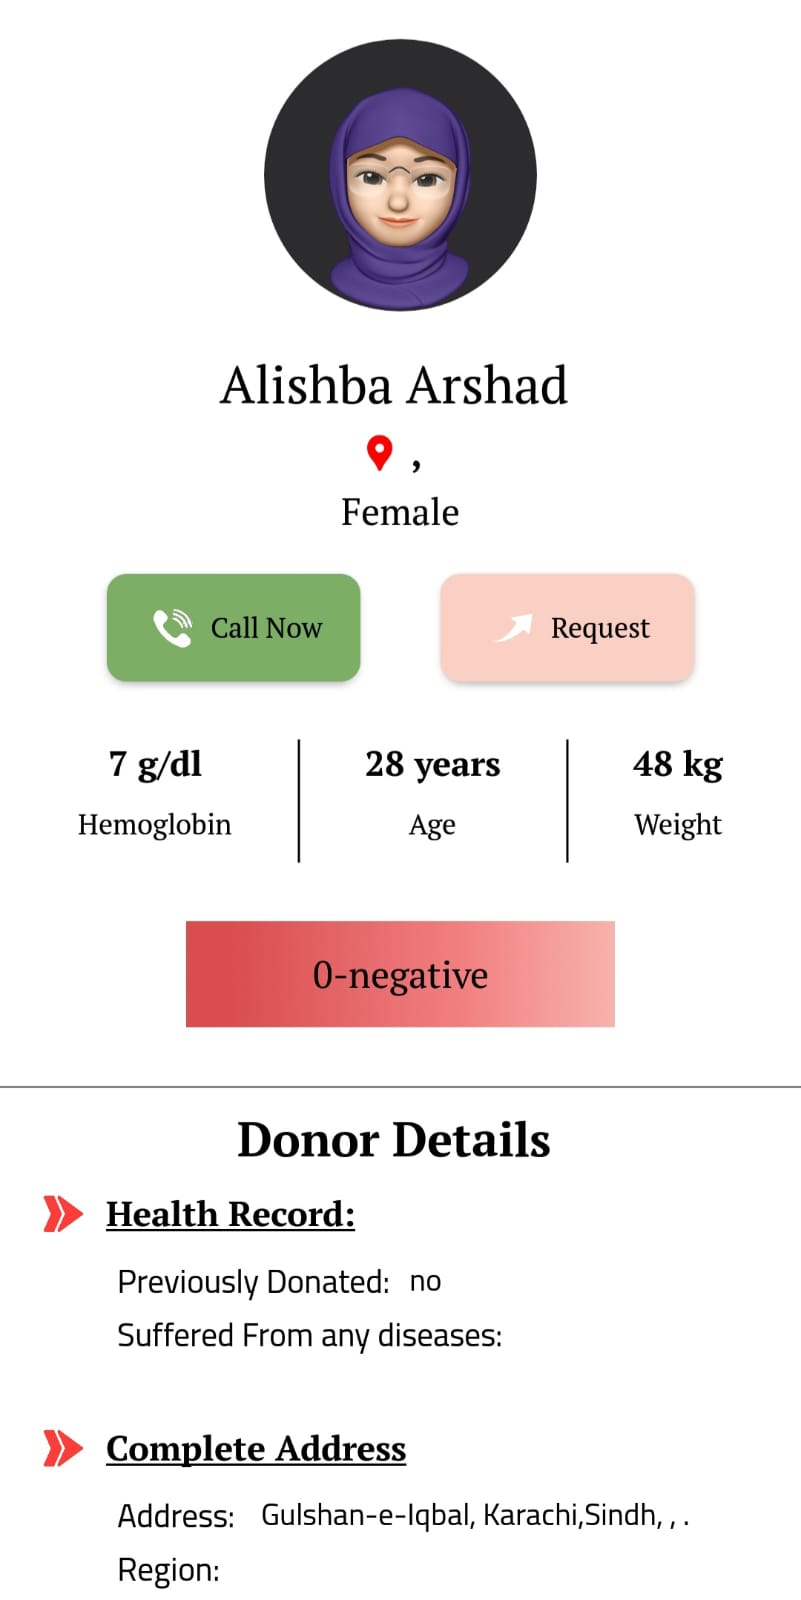 Alishba Arshad
,
Female
Call Now
Request
7 g/dl
28 years
48 kg
Hemoglobin
Age
Weight
0-negative
Donor Details
Health Record:
Previously Donated: no
Suffered From any diseases:
Complete Address
Address: Gulshan-e-Iqbal, Karachi,Sindh, , .
Region: